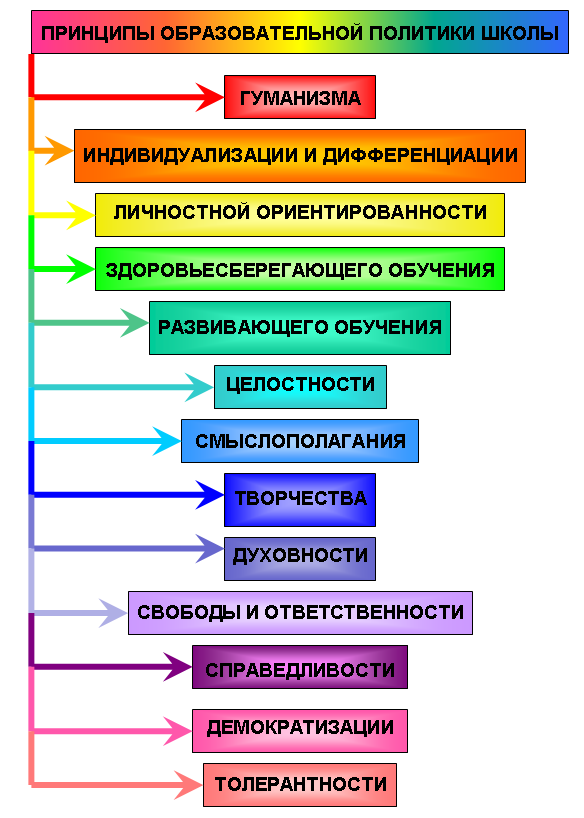 ПРИНЦИПЫ ОБРАЗОВАТЕЛЬНОЙ ПОЛИТИКИ ШКОЛЫ
ГУМАНИЗМА
ИНДИВИДУАЛИЗАЦИИ И ДИФФЕРЕНЦИАЦИИ
ЛИЧНОСТНОЙ ОРИЕНТИРОВАННОСТИ
ЗДОРОВЬЕСБЕРЕГАЮЩЕГО ОБУЧЕНИЯ
РАЗВИВАЮЩЕГО ОБУЧЕНИЯ
ЦЕЛОСТНОСТИ
СМЫСЛОПОЛАГАНИЯ
ТВОРЧЕСТВА
ДУХОВНОСТИ
СВОБОДЫ И ОТВЕТСТВЕННОСТИ
СПРАВЕДЛИВОСТИ
ДЕМОКРАТИЗАЦИИ
ТОЛЕРАНТНОСТИ